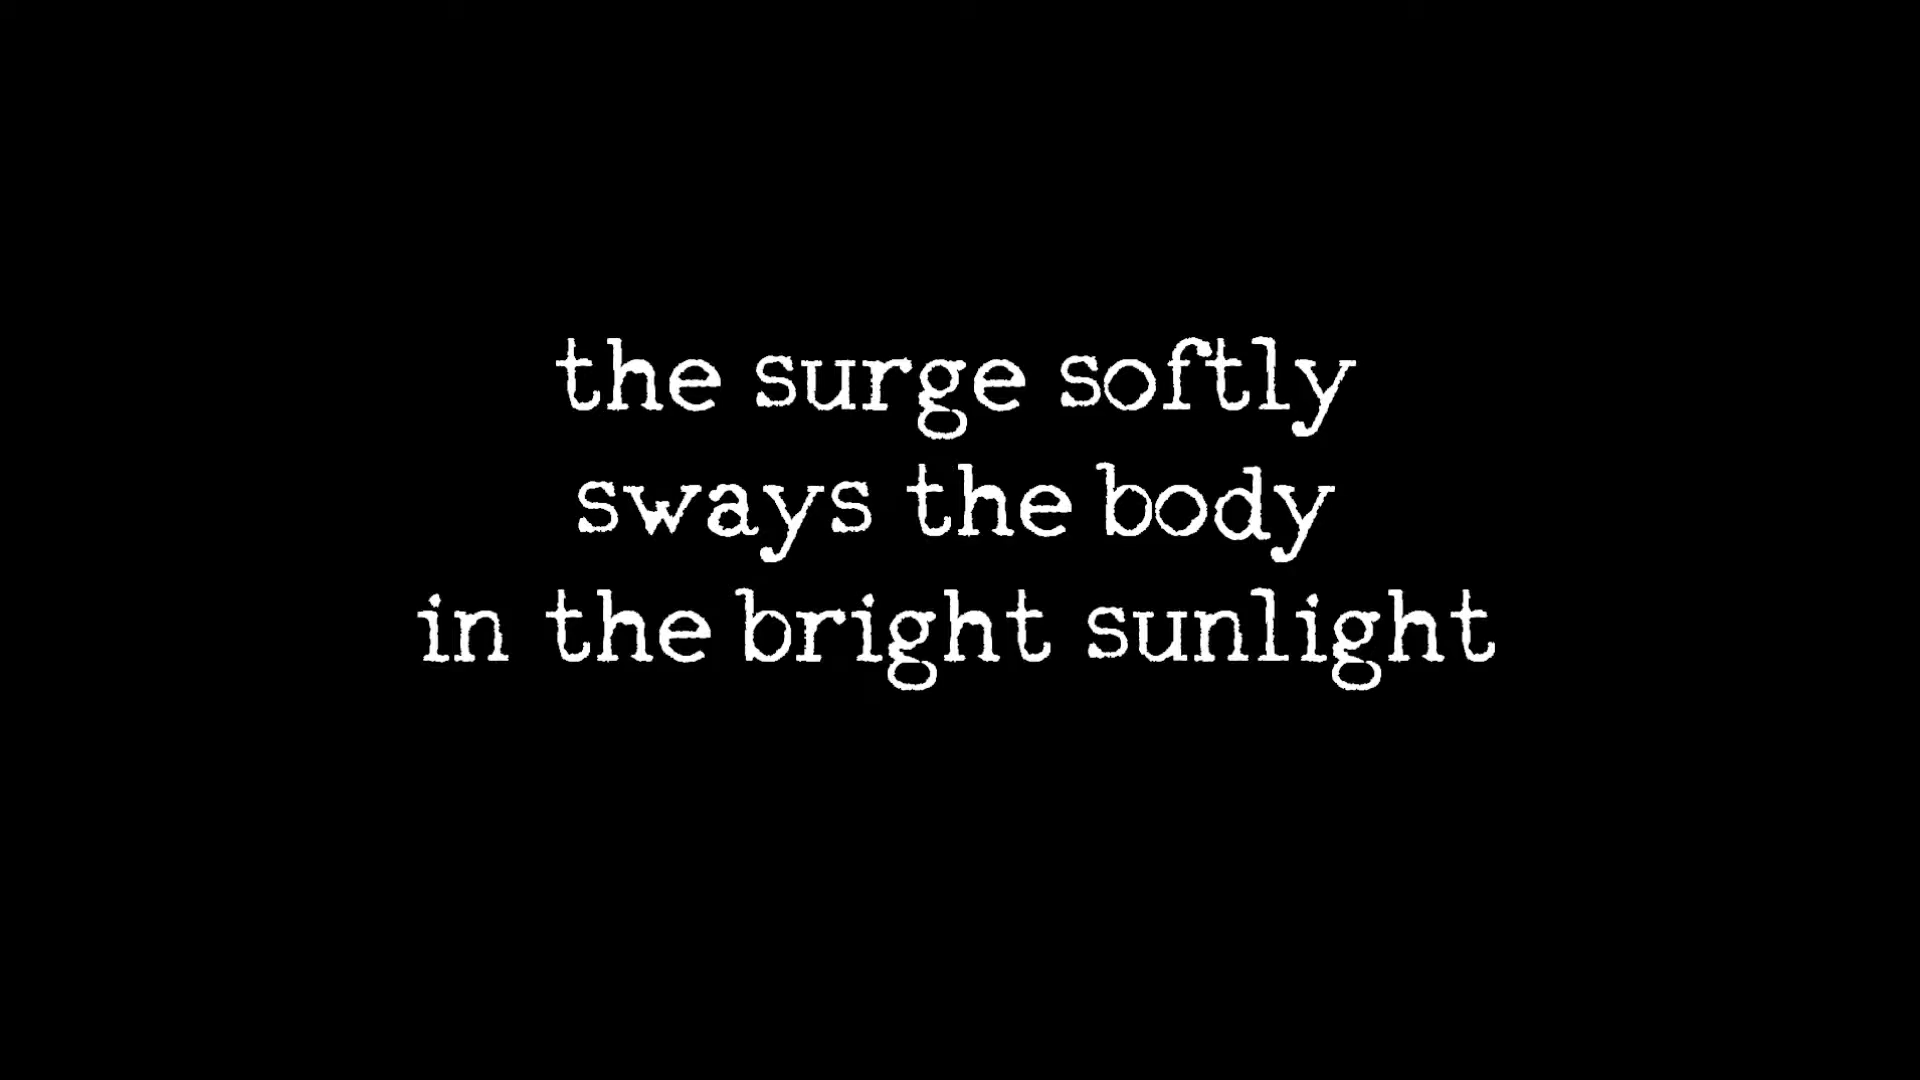 the surge softly
sways the body
in the bright sunlight